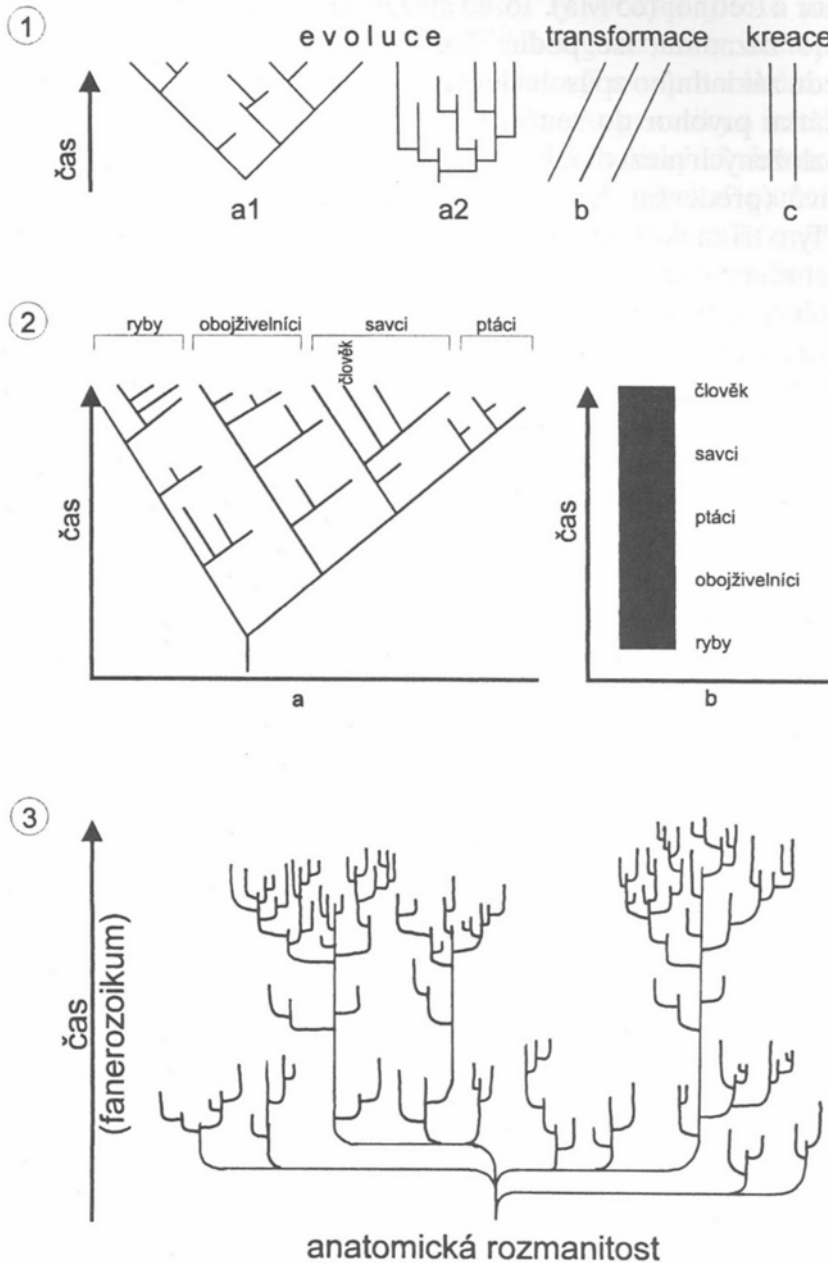 1
evoluce transformace kreace
čas
a1 a2 b c
2
ryby obojživelníci savci ptáci
člověk
čas
a
čas
člověk
savci
ptáci
obojživelníci
ryby
b
3
čas
(fanerozoikum)
anatomická rozmanitost